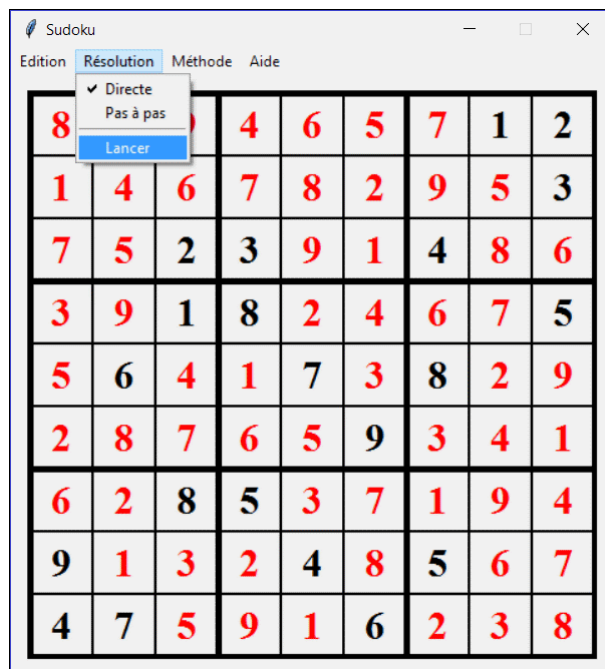 Sudoku
Edition Résolution Méthode Aide
Directe
Pas à pas
Lancer
8 9 4 6 5 7 1 2
1 4 6 7 8 2 9 5 3
7 5 2 3 9 1 4 8 6
3 9 1 8 2 4 6 7 5
5 6 4 1 7 3 8 2 9
2 8 7 6 5 9 3 4 1
6 2 8 5 3 7 1 9 4
9 1 3 2 4 8 5 6 7
4 7 5 9 1 6 2 3 8